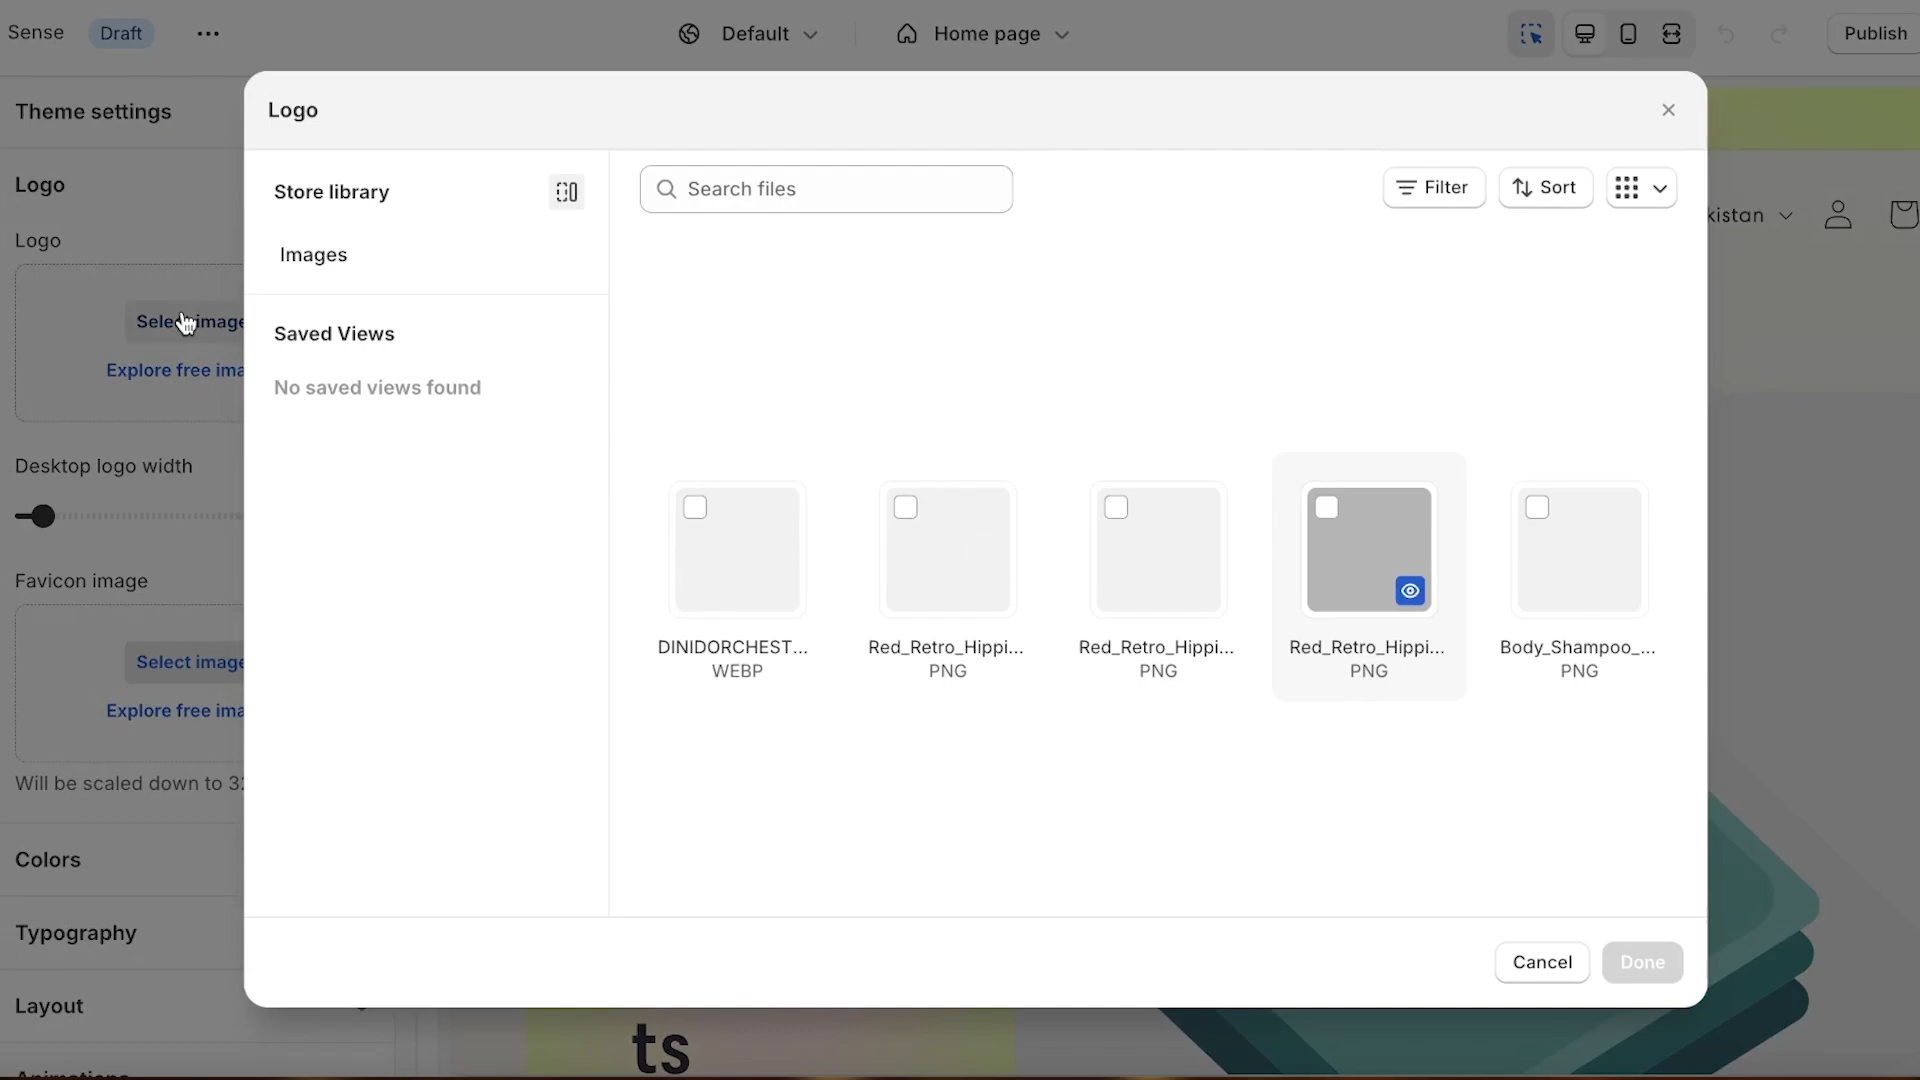 Sense
Draft
Default
Home page
Publish
Theme settings
Logo
Logo
Select image
Explore free ima
Desktop logo width
Favicon image
Select image
Explore free ima
Will be scaled down to 32
Colors
Typography
Layout
Animations
Logo
Store library
Images
Saved Views
No saved views found
Search files
Filter
Sort
DINIDORCHEST...
WEBP
Red_Retro_Hippi...
PNG
Red_Retro_Hippi...
PNG
Red_Retro_Hippi...
PNG
Body_Shampoo_...
PNG
Cancel
Done
kistan
ts